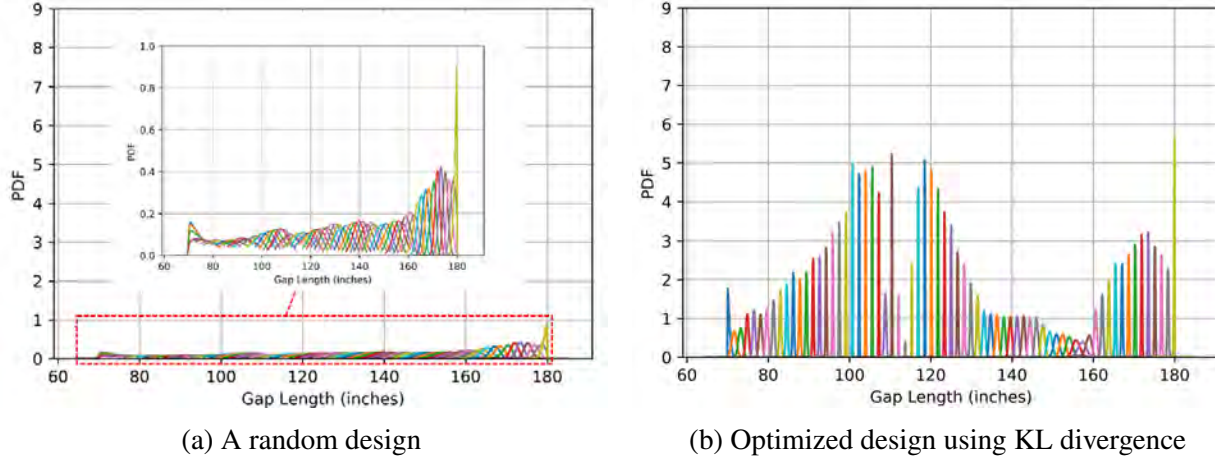 9
8
7
6
5
4
3
2
1
0
PDF
60 80 100 120 140 160 180
Gap Length (inches)
1.0
0.8
0.6
0.4
0.2
0.0
PDF
60 80 100 120 140 160 180
Gap Length (inches)
(a) A random design
9
8
7
6
5
4
3
2
1
0
PDF
60 80 100 120 140 160 180
Gap Length (inches)
(b) Optimized design using KL divergence